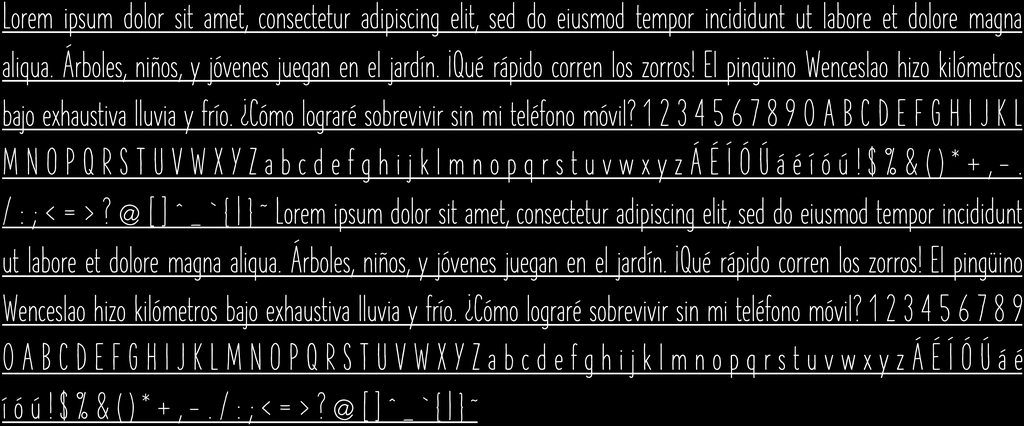 Lorem ipsum dolor sit amet, consectetur adipiscing elit, sed do eiusmod tempor incididunt ut labore et dolore magna
aliqua. Árboles, niños, y jóvenes juegan en el jardín. ¡Qué rápido corren los zorros! El pingüino Wenceslao hizo kilómetros
bajo exhaustiva lluvia y frío. ¿Cómo lograré sobrevivir sin mi teléfono móvil? 1 2 3 4 5 6 7 8 9 0 A B C D E F G H I J K L
M N O P Q R S T U V W X Y Z a b c d e f g h i j k l m n o p q r s t u v w x y z Á É Í Ó Ú á é í ó ú ! $ % & ( ) * + , - .
/ : ; < = > ? @ [ ] ^ _ ` { | } ~ Lorem ipsum dolor sit amet, consectetur adipiscing elit, sed do eiusmod tempor incididunt
ut labore et dolore magna aliqua. Árboles, niños, y jóvenes juegan en el jardín. ¡Qué rápido corren los zorros! El pingüino
Wenceslao hizo kilómetros bajo exhaustiva lluvia y frío. ¿Cómo lograré sobrevivir sin mi teléfono móvil? 1 2 3 4 5 6 7 8 9
0 A B C D E F G H I J K L M N O P Q R S T U V W X Y Z a b c d e f g h i j k l m n o p q r s t u v w x y z Á É Í Ó Ú á é
í ó ú ! $ % & ( ) * + , - . / : ; < = > ? @ [ ] ^ _ ` { | } ~